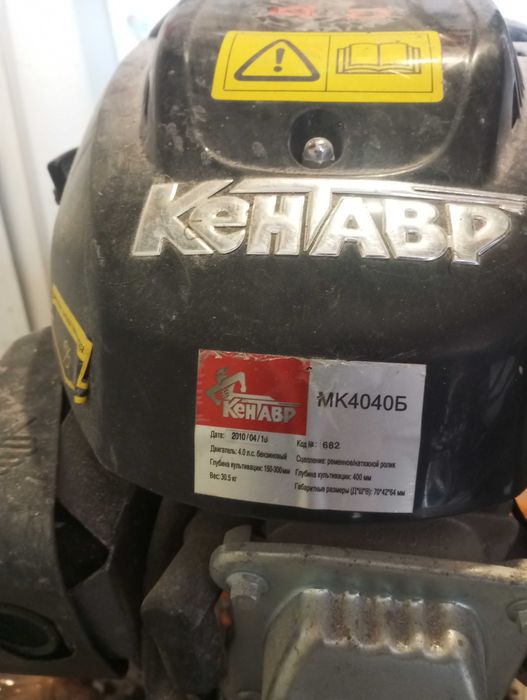 КЕНТАВР
КЕНТАВР
МК4040Б
Дата: 2010/04/10 Код №: 682
Двигатель: 4.0 л.с. бензиновый Сцепление: ременное/натяжной ролик
Глубина культивации: 150-300мм Глубина культивации: 400 мм
Вес: 30.5 кг Габаритные размеры (Д*Ш*В): 70*42*64 мм